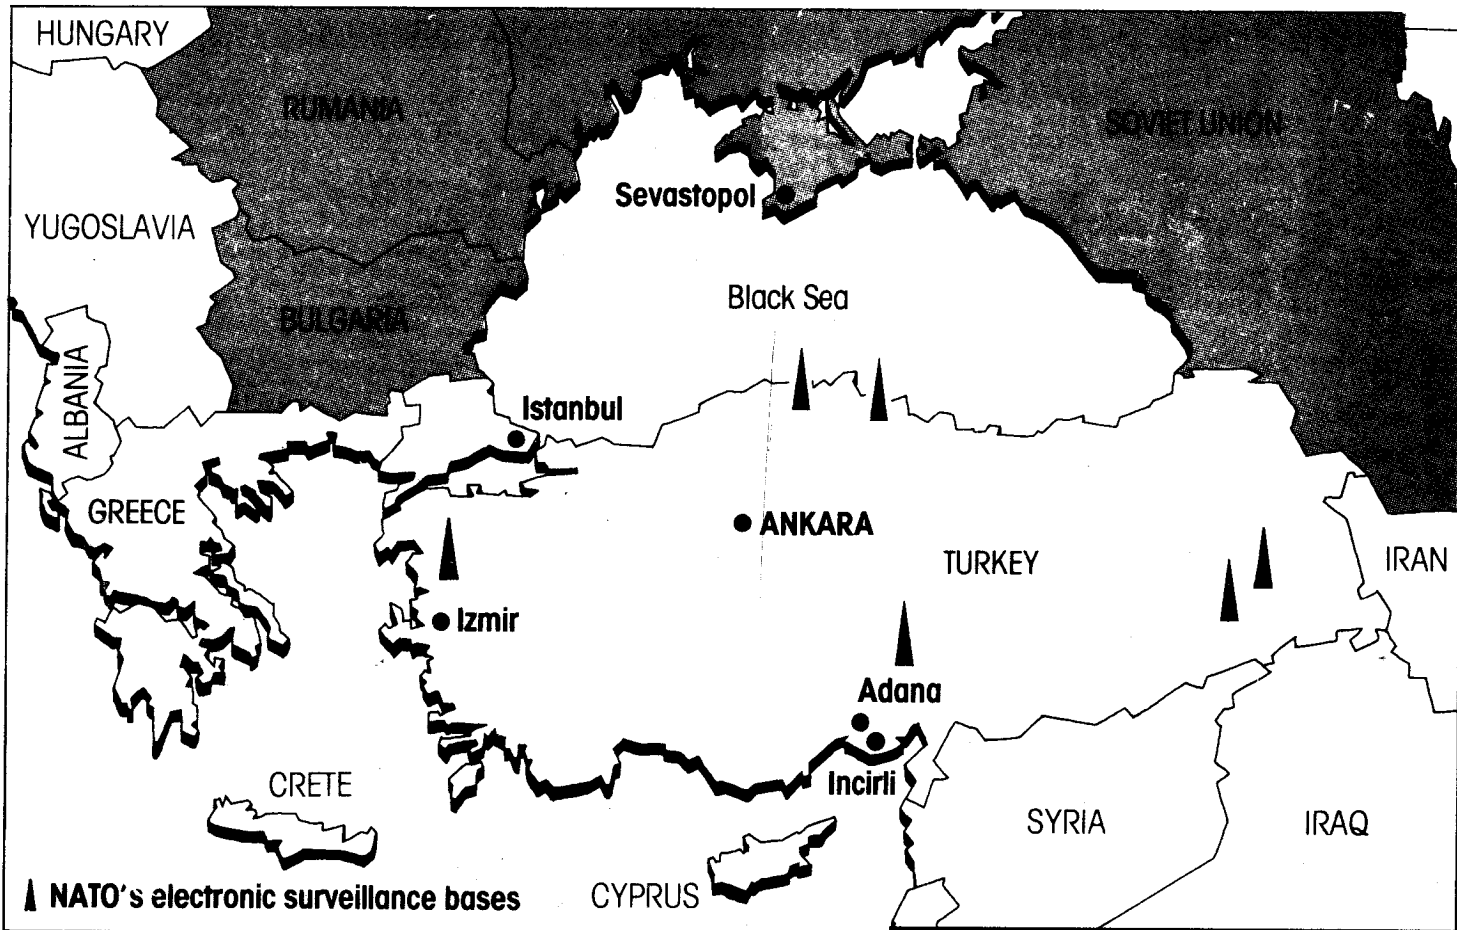 HUNGARY
RUMANIA
SOVIET UNION
Sevastopol
YUGOSLAVIA
Black Sea
BULGARIA
ALBANIA
Istanbul
GREECE
ANKARA
TURKEY
IRAN
Izmir
Adana
CRETE
Incirli
SYRIA
IRAQ
NATO's electronic surveillance bases
CYPRUS